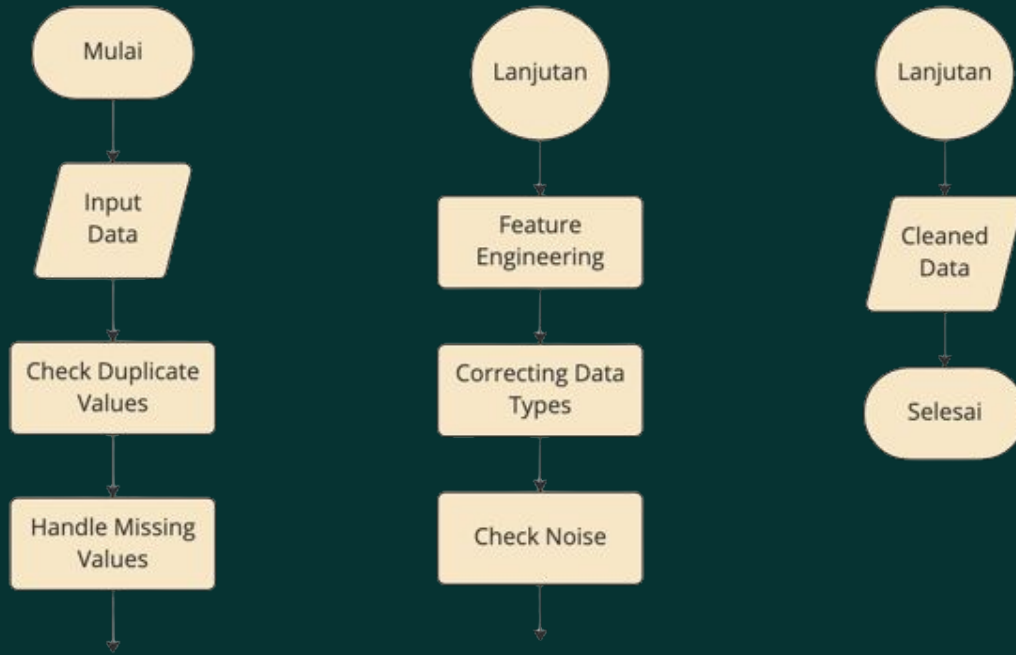 Mulai
Input
Data
Check Duplicate
Values
Handle Missing
Values
Lanjutan
Feature
Engineering
Correcting Data
Types
Check Noise
Lanjutan
Cleaned
Data
Selesai